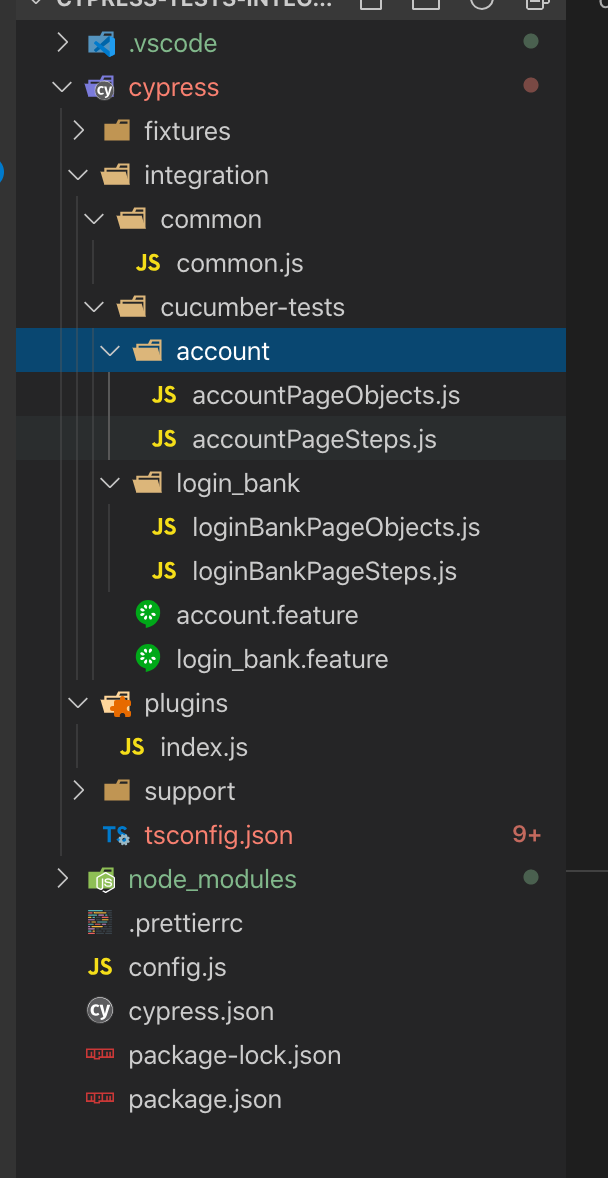 CYPRESS-TESTS-INTEG...
.vscode
cypress
fixtures
integration
common
JS common.js
cucumber-tests
account
JS accountPageObjects.js
JS accountPageSteps.js
login_bank
JS loginBankPageObjects.js
JS loginBankPageSteps.js
account.feature
login_bank.feature
plugins
JS index.js
support
TS tsconfig.json 9+
node_modules
.prettierrc
JS config.js
cy cypress.json
package-lock.json
package.json